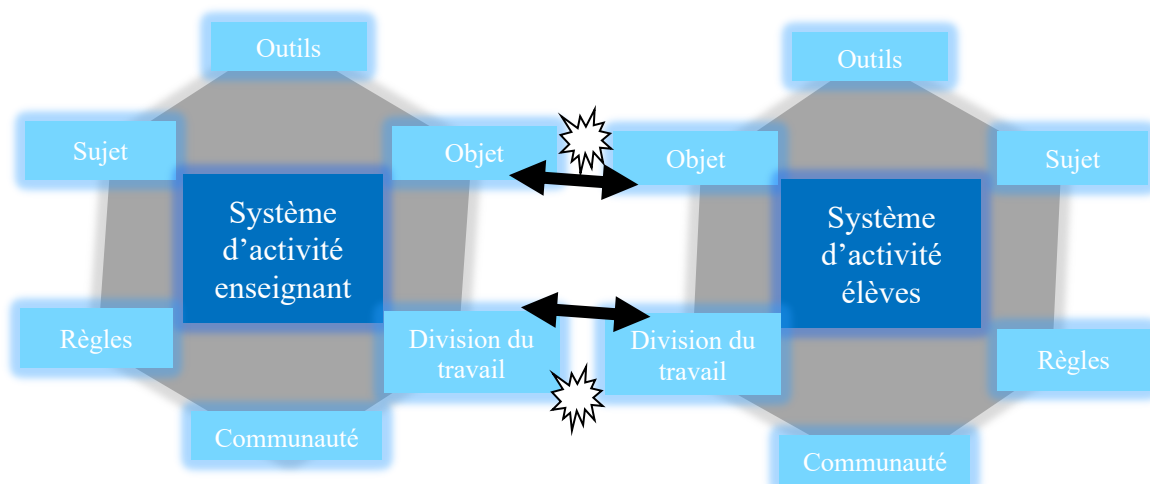 Outils
Sujet
Objet
Système
d’activité
enseignant
Règles
Division du
travail
Communauté
Outils
Objet
Sujet
Système
d’activité
élèves
Division du
travail
Règles
Communauté